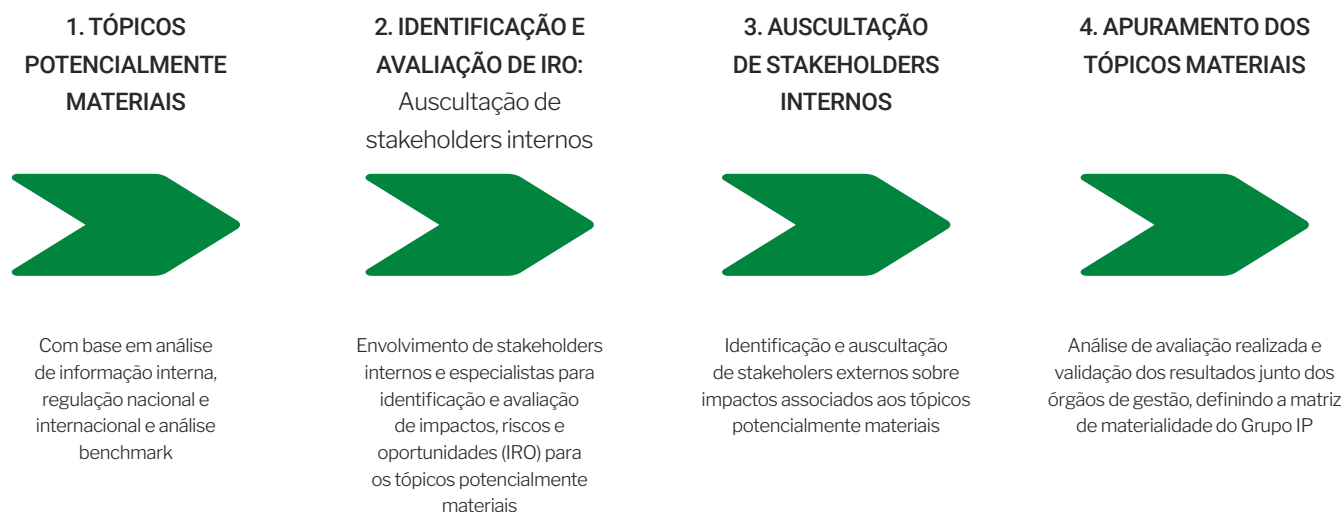 1. TÓPICOS
POTENCIALMENTE
MATERIAIS
2. IDENTIFICAÇÃO E
AVALIAÇÃO DE IRO:
Auscultação de
stakeholders internos
3. AUSCULTAÇÃO
DE STAKEHOLDERS
INTERNOS
4. APURAMENTO DOS
TÓPICOS MATERIAIS
Com base em análise
de informação interna,
regulação nacional e
internacional e análise
benchmark
Envolvimento de stakeholders
internos e especialistas para
identificação e avaliação
de impactos, riscos e
oportunidades (IRO) para
os tópicos potencialmente
materiais
Identificação e auscultação
de stakeholers externos sobre
impactos associados aos tópicos
potencialmente materiais
Análise de avaliação realizada e
validação dos resultados junto dos
órgãos de gestão, definindo a matriz
de materialidade do Grupo IP